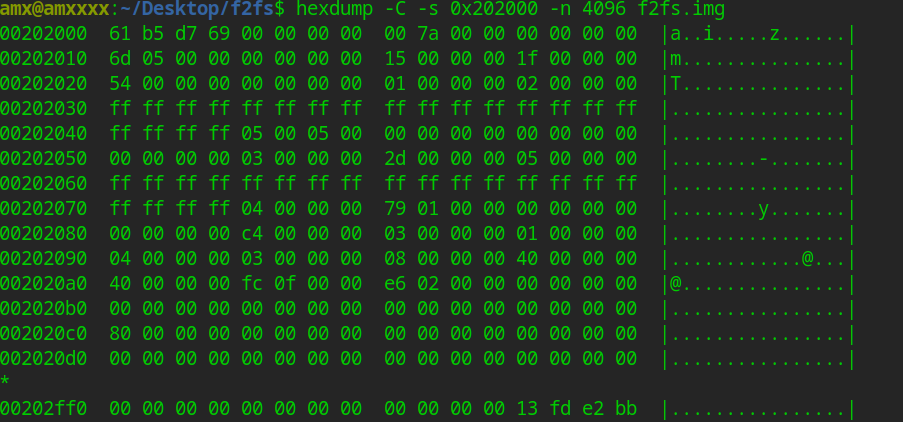 amx@amxxxx:~/Desktop/f2fs$ hexdump -C -s 0x202000 -n 4096 f2fs.img
00202000  61 b5 d7 69 00 00 00 00  00 7a 00 00 00 00 00 00  |a..i.....z......|
00202010  6d 05 00 00 00 00 00 00  15 00 00 00 1f 00 00 00  |m...............|
00202020  54 00 00 00 00 00 00 00  01 00 00 00 02 00 00 00  |T...............|
00202030  ff ff ff ff ff ff ff ff  ff ff ff ff ff ff ff ff  |................|
00202040  ff ff ff ff 05 00 05 00  00 00 00 00 00 00 00 00  |................|
00202050  00 00 00 00 03 00 00 00  2d 00 00 00 05 00 00 00  |........-.......|
00202060  ff ff ff ff ff ff ff ff  ff ff ff ff ff ff ff ff  |................|
00202070  ff ff ff ff 04 00 00 00  79 01 00 00 00 00 00 00  |........y.......|
00202080  00 00 00 00 c4 00 00 00  03 00 00 00 01 00 00 00  |................|
00202090  04 00 00 00 03 00 00 00  08 00 00 00 40 00 00 00  |............@...|
002020a0  40 00 00 00 fc 0f 00 00  e6 02 00 00 00 00 00 00  |@...............|
002020b0  00 00 00 00 00 00 00 00  00 00 00 00 00 00 00 00  |................|
002020c0  80 00 00 00 00 00 00 00  00 00 00 00 00 00 00 00  |................|
002020d0  00 00 00 00 00 00 00 00  00 00 00 00 00 00 00 00  |................|
*
00202ff0  00 00 00 00 00 00 00 00  00 00 00 00 13 fd e2 bb  |................|